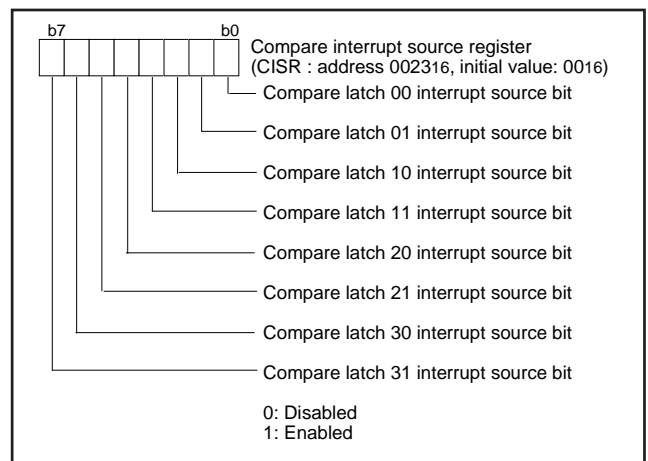 b7 b0
Compare interrupt source register
(CISR : address 002316, initial value: 0016)
Compare latch 00 interrupt source bit
Compare latch 01 interrupt source bit
Compare latch 10 interrupt source bit
Compare latch 11 interrupt source bit
Compare latch 20 interrupt source bit
Compare latch 21 interrupt source bit
Compare latch 30 interrupt source bit
Compare latch 31 interrupt source bit
0: Disabled
1: Enabled